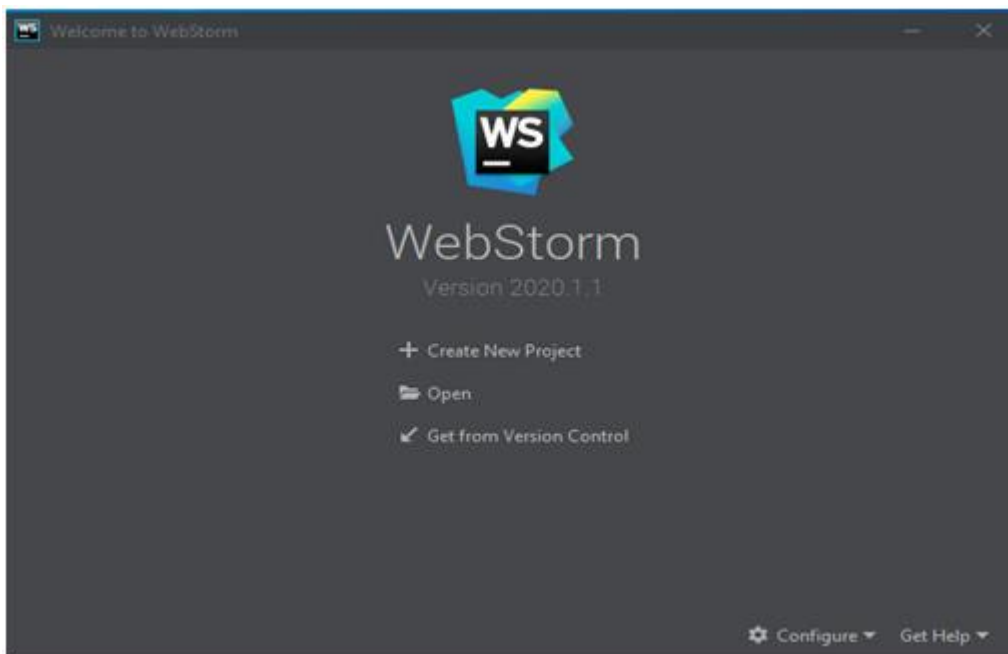 Welcome to WebStorm
WS
WebStorm
Version 2020.1.1
Create New Project
Open
Get from Version Control
Configure
Get Help